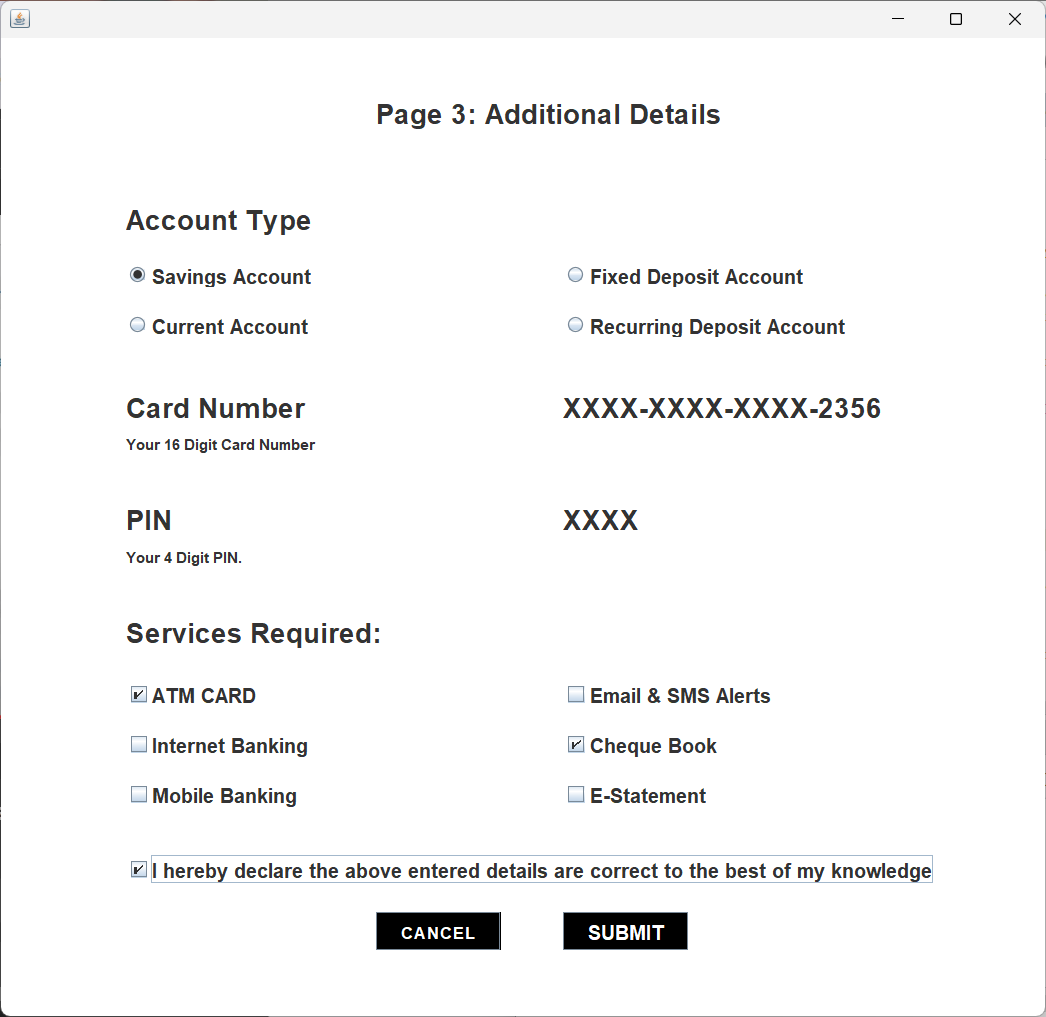 Page 3: Additional Details
Account Type
Savings Account
Fixed Deposit Account
Current Account
Recurring Deposit Account
Card Number
XXXX-XXXX-XXXX-2356
Your 16 Digit Card Number
PIN
XXXX
Your 4 Digit PIN.
Services Required:
ATM CARD
Email & SMS Alerts
Internet Banking
Cheque Book
Mobile Banking
E-Statement
I hereby declare the above entered details are correct to the best of my knowledge
CANCEL
SUBMIT